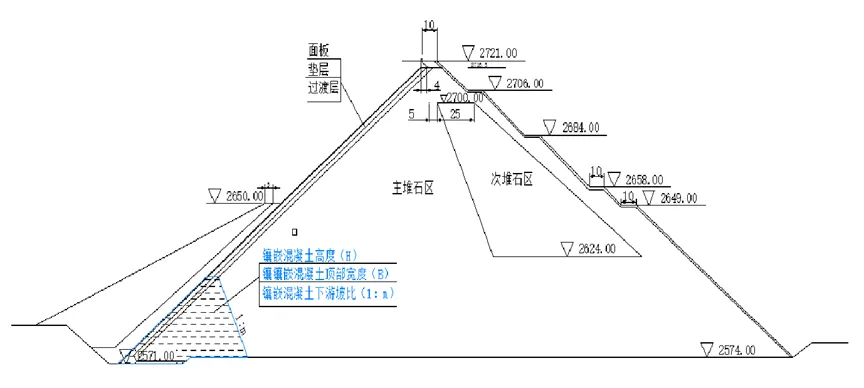 10
面板
2721.00
垫层
2706.00
过渡层
4
2700.00
5
25
2684.00
主堆石区
次堆石区
10
2658.00
2650.00
10
2649.00
镶嵌混凝土高度(H)
2624.00
镶镶嵌混凝土顶部宽度(B)
镶嵌混凝土下游坡比(1:m)
1:m
2571.00
2574.00